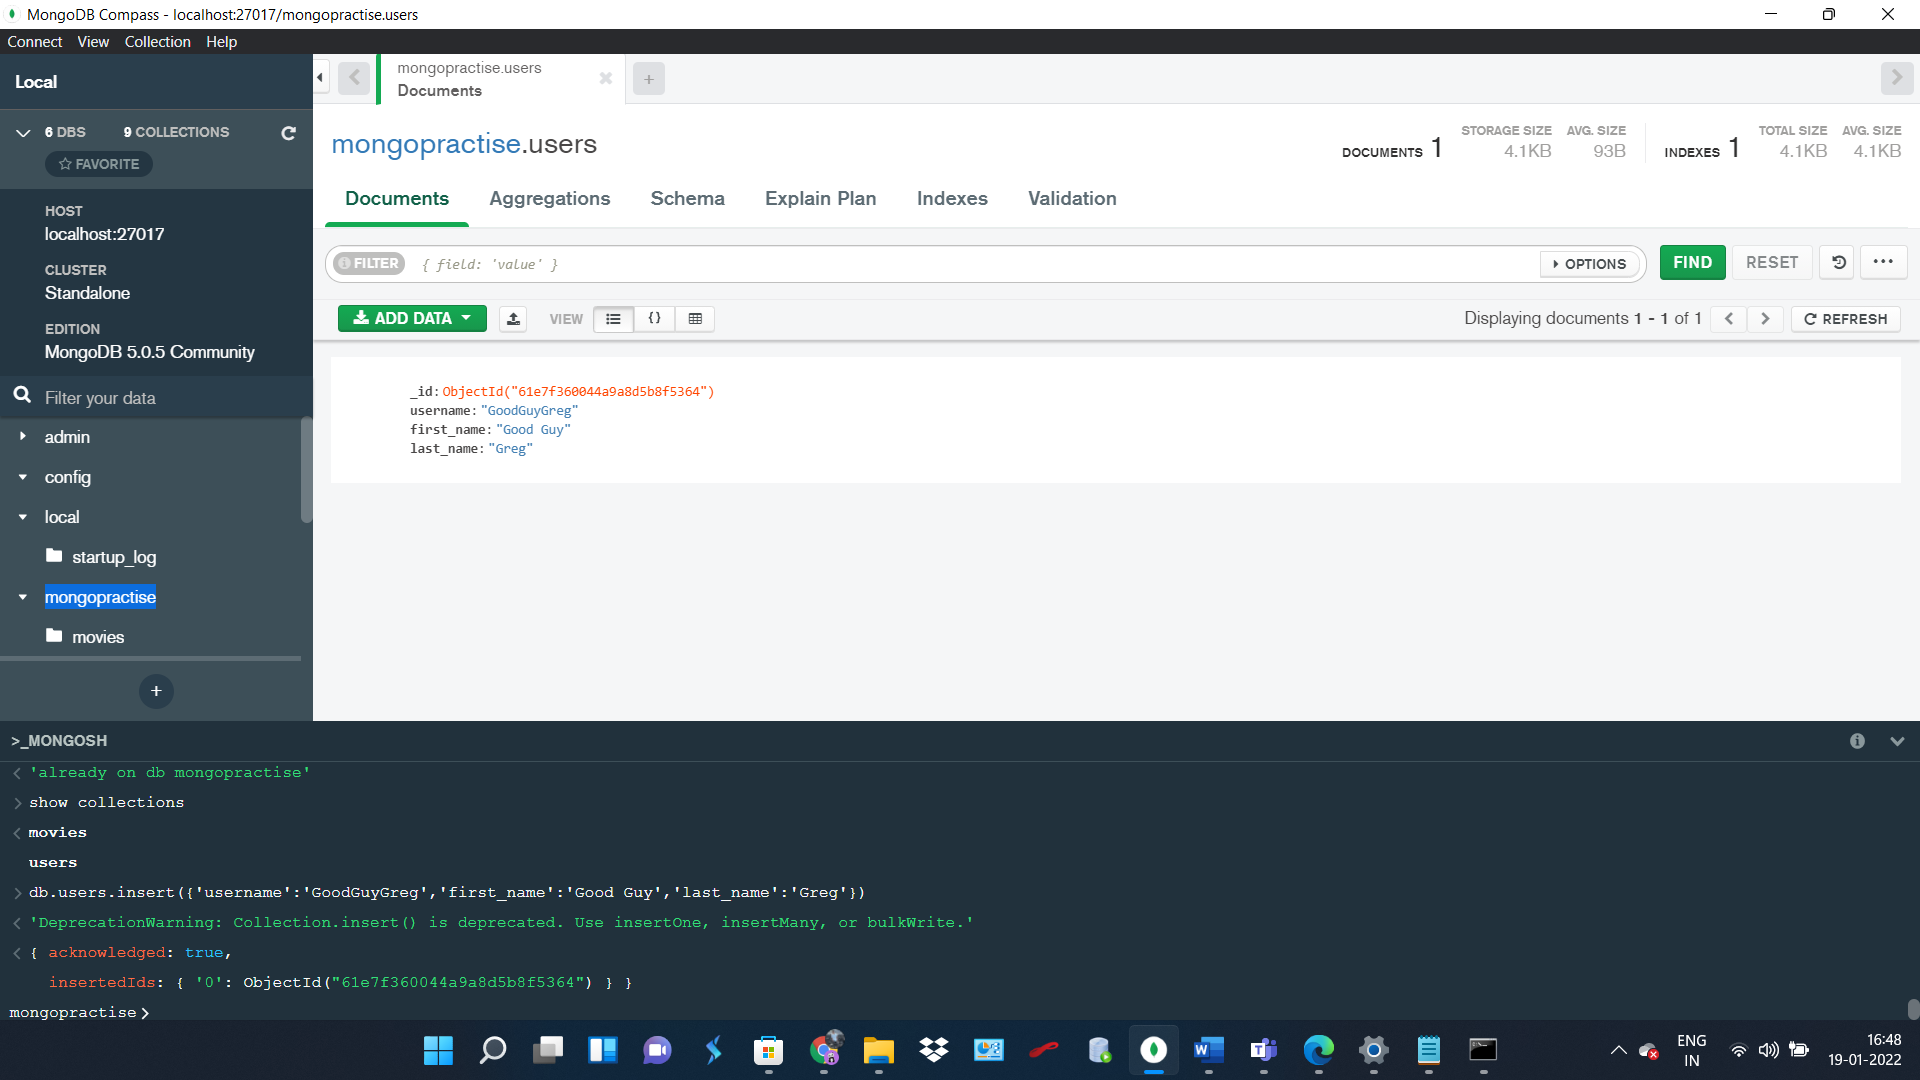 MongoDB Compass - localhost:27017/mongopractise.users
Connect View Collection Help
Local
6 DBS 9 COLLECTIONS
FAVORITE
HOST
localhost:27017
CLUSTER
Standalone
EDITION
MongoDB 5.0.5 Community
Filter your data
admin
config
local
startup_log
mongopractise
movies
+
mongopractise.users
Documents
+
mongopractise.users
DOCUMENTS 1
STORAGE SIZE AVG. SIZE
4.1KB 93B
INDEXES 1
TOTAL SIZE AVG. SIZE
4.1KB 4.1KB
Documents Aggregations Schema Explain Plan Indexes Validation
FILTER { field: 'value' } OPTIONS FIND RESET ...
ADD DATA VIEW {} Displaying documents 1 - 1 of 1 REFRESH
_id: ObjectId("61e7f360044a9a8d5b8f5364")
username: "GoodGuyGreg"
first_name: "Good Guy"
last_name: "Greg"
>_MONGOSH
< 'already on db mongopractise'
> show collections
< movies
users
> db.users.insert({'username':'GoodGuyGreg','first_name':'Good Guy','last_name':'Greg'})
< 'DeprecationWarning: Collection.insert() is deprecated. Use insertOne, insertMany, or bulkWrite.'
< { acknowledged: true,
insertedIds: { '0': ObjectId("61e7f360044a9a8d5b8f5364") } }
mongopractise >
ENG
IN
16:48
19-01-2022